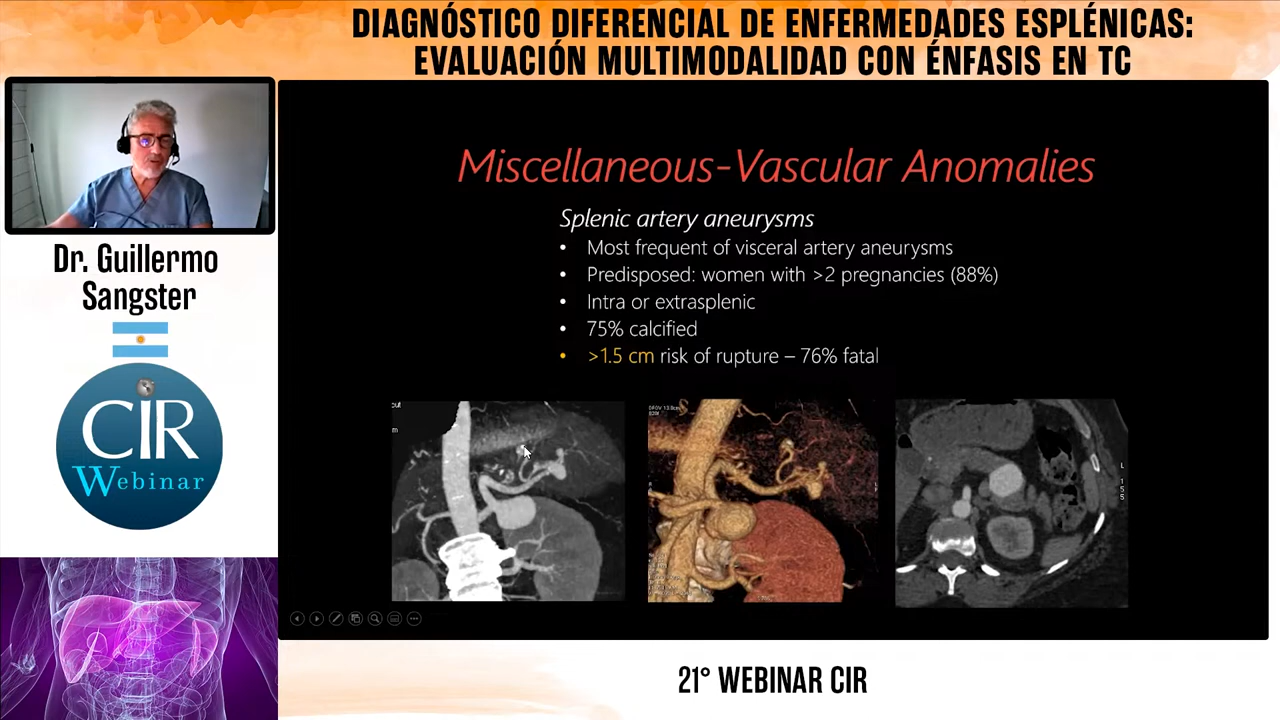 DIAGNÓSTICO DIFERENCIAL DE ENFERMEDADES ESPLÉNICAS:
EVALUACIÓN MULTIMODALIDAD CON ÉNFASIS EN TC
Dr. Guillermo
Sangster
CIR
Webinar
Miscellaneous-Vascular Anomalies
Splenic artery aneurysms
• Most frequent of visceral artery aneurysms
• Predisposed: women with >2 pregnancies (88%)
• Intra or extrasplenic
• 75% calcified
• >1.5 cm risk of rupture – 76% fatal
L
155
21° WEBINAR CIR